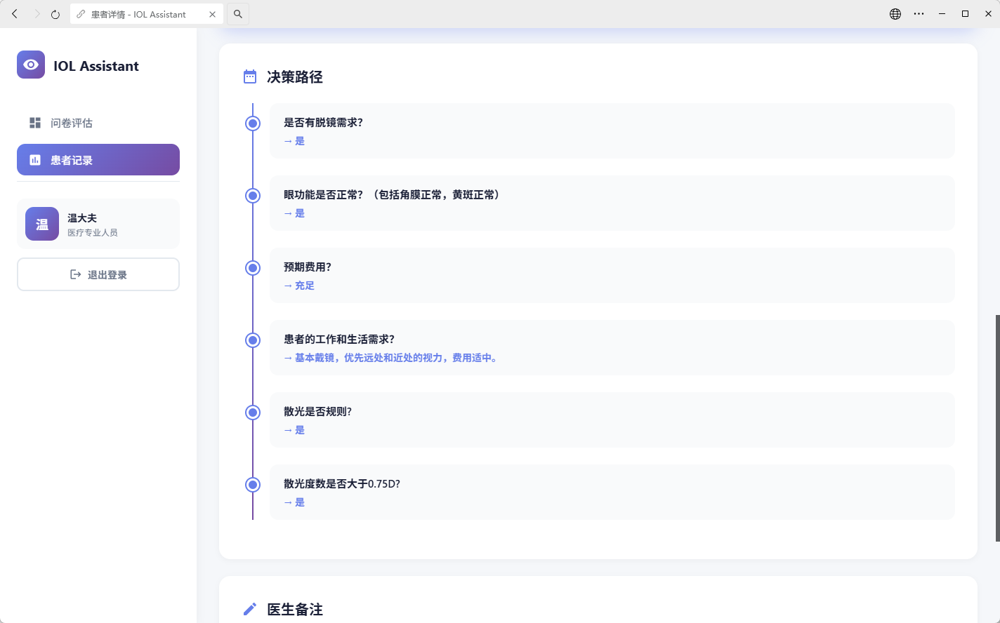 患者详情 - IOL Assistant
IOL Assistant
问卷评估
患者记录
温
温大夫
医疗专业人员
退出登录
决策路径
是否有脱镜需求？
→ 是
眼功能是否正常？（包括角膜正常，黄斑正常）
→ 是
预期费用？
→ 充足
患者的工作和生活需求？
→ 基本戴镜，优先远处和近处的视力，费用适中。
散光是否规则?
→ 是
散光度数是否大于0.75D?
→ 是
医生备注